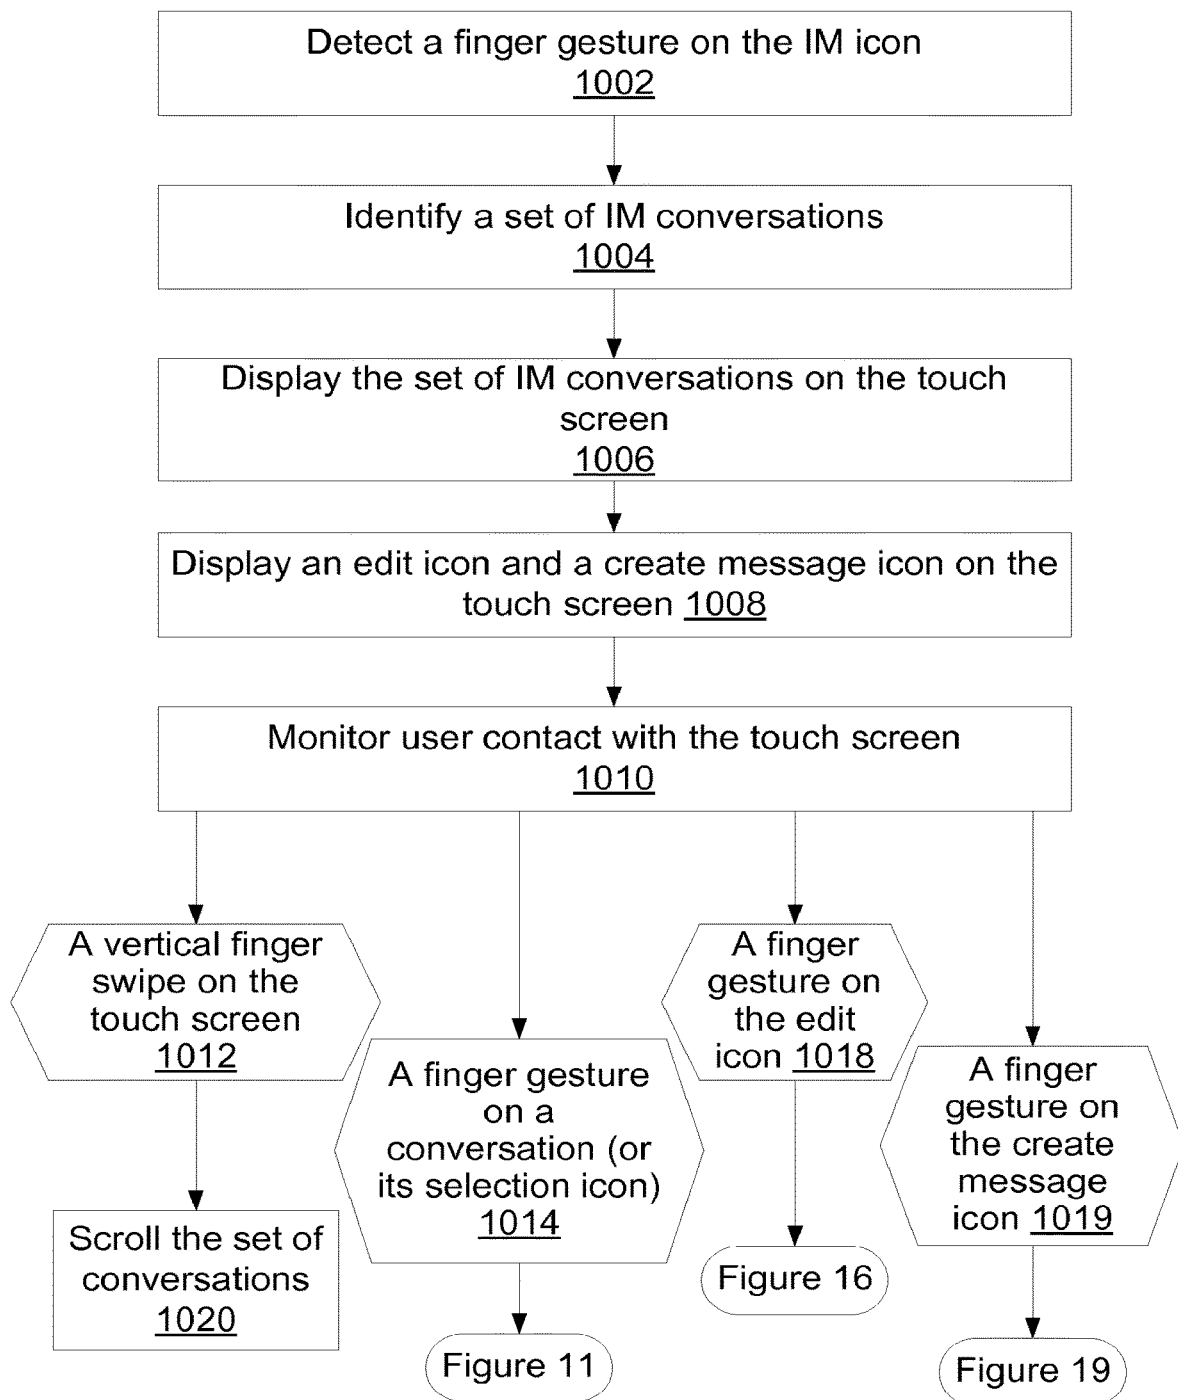 Detect a finger gesture on the IM icon
1002
Identify a set of IM conversations
1004
Display the set of IM conversations on the touch
screen
1006
Display an edit icon and a create message icon on the
touch screen 1008
Monitor user contact with the touch screen
1010
A vertical finger
swipe on the
touch screen
1012
Scroll the set of
conversations
1020
A finger gesture
on a
conversation (or
its selection icon)
1014
Figure 11
A finger
gesture on
the edit
icon 1018
Figure 16
A finger
gesture on
the create
message
icon 1019
Figure 19